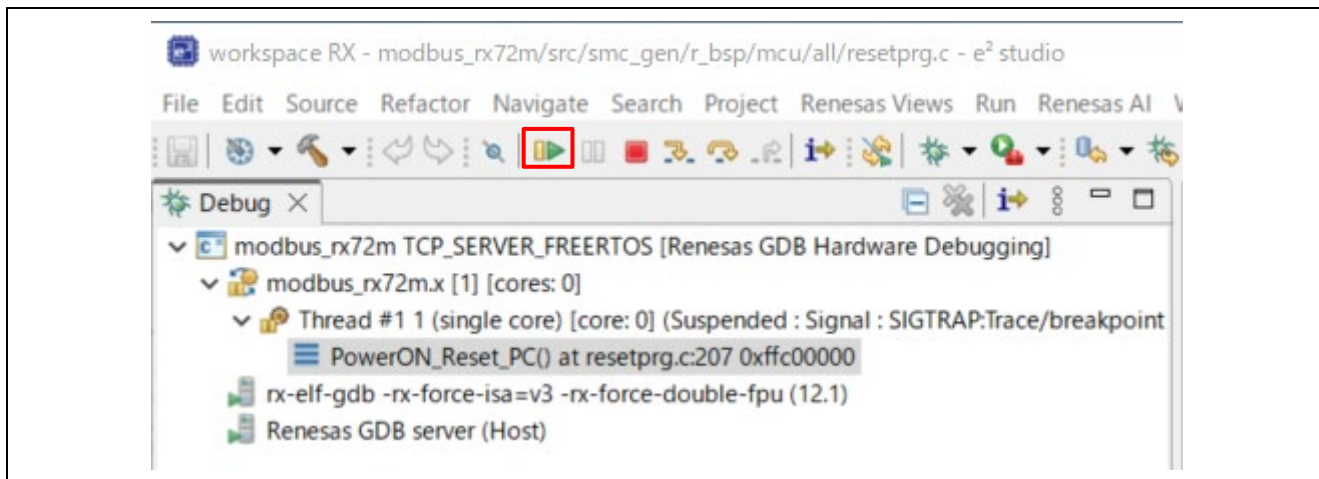 workspace RX - modbus_rx72m/src/smc_gen/r_bsp/mcu/all/resetprg.c - e² studio
File Edit Source Refactor Navigate Search Project Renesas Views Run Renesas AI
Debug
modbus_rx72m TCP_SERVER_FREERTOS [Renesas GDB Hardware Debugging]
modbus_rx72m.x [1] [cores: 0]
Thread #1 1 (single core) [core: 0] (Suspended : Signal : SIGTRAP:Trace/breakpoint
PowerON_Reset_PC() at resetprg.c:207 0xffc00000
rx-elf-gdb -rx-force-isa=v3 -rx-force-double-fpu (12.1)
Renesas GDB server (Host)